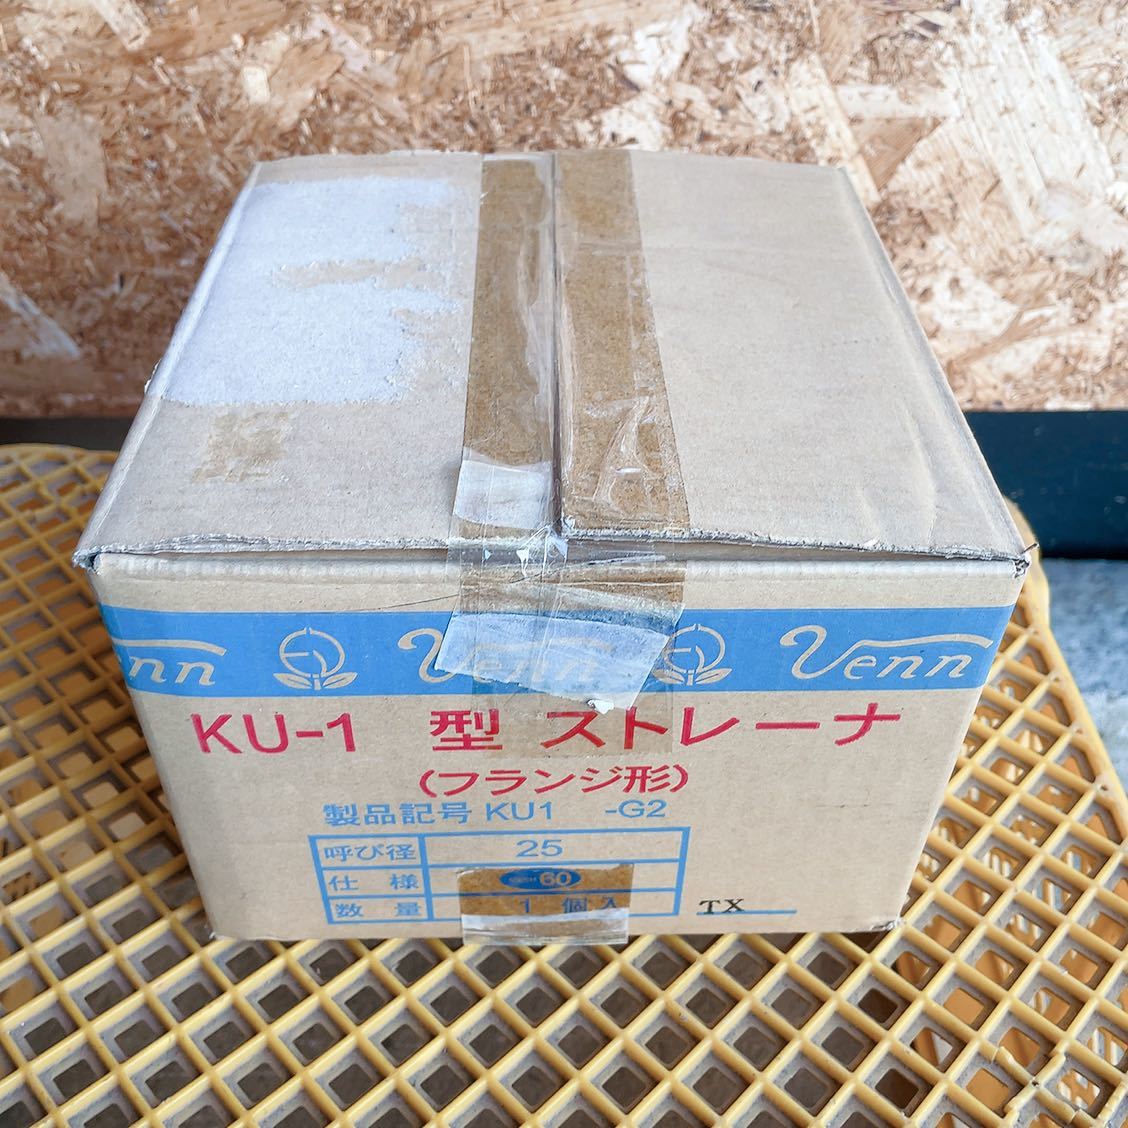 Venn Venn
KU-1 型 ストレーナ
(フランジ形)
製品記号 KU1 -G2
呼び径 25
仕様 60
数量 1 個入
TX